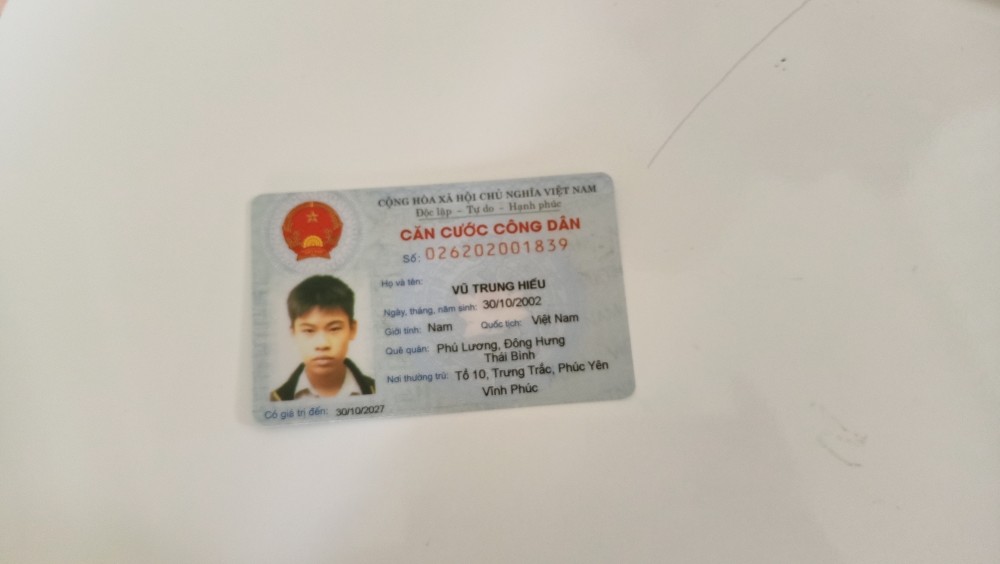 CỘNG HÒA XÃ HỘI CHỦ NGHĨA VIỆT NAM
Độc lập – Tự do – Hạnh phúc
CĂN CƯỚC CÔNG DÂN
Số: 026202001839
Họ và tên: VŨ TRUNG HIẾU
Ngày, tháng, năm sinh: 30/10/2002
Giới tính: Nam Quốc tịch: Việt Nam
Quê quán: Phú Lương, Đông Hưng
Thái Bình
Nơi thường trú: Tổ 10, Trưng Trắc, Phúc Yên
Vĩnh Phúc
Có giá trị đến: 30/10/2027